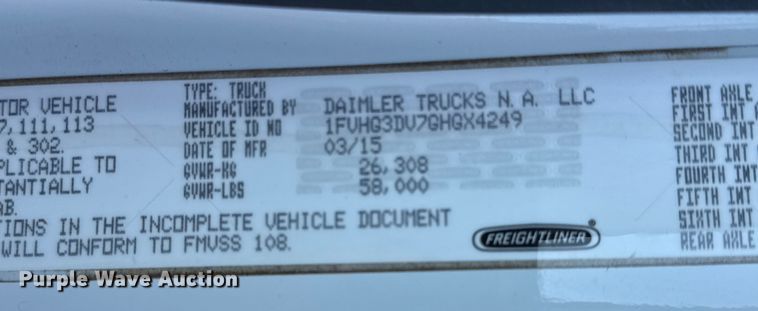 TOR VEHICLE
7, 111, 113
& 302.
PLICABLE TO
TANTIALLY
AB.
TIONS IN THE INCOMPLETE VEHICLE DOCUMENT
WILL CONFORM TO FMVSS 108.
TYPE: TRUCK
MANUFACTURED BY DAIMLER TRUCKS N. A. LLC
VEHICLE ID NO 1FVHG3DV7GHGX4249
DATE OF MFR 03/15
GVWR-KG 26,308
GVWR-LBS 58,000
FREIGHTLINER®
FRONT AXLE
FIRST INT
SECOND INT
THIRD INT
FOURTH INT
FIFTH INT
SIXTH INT
REAR AXLE
Purple Wave Auction